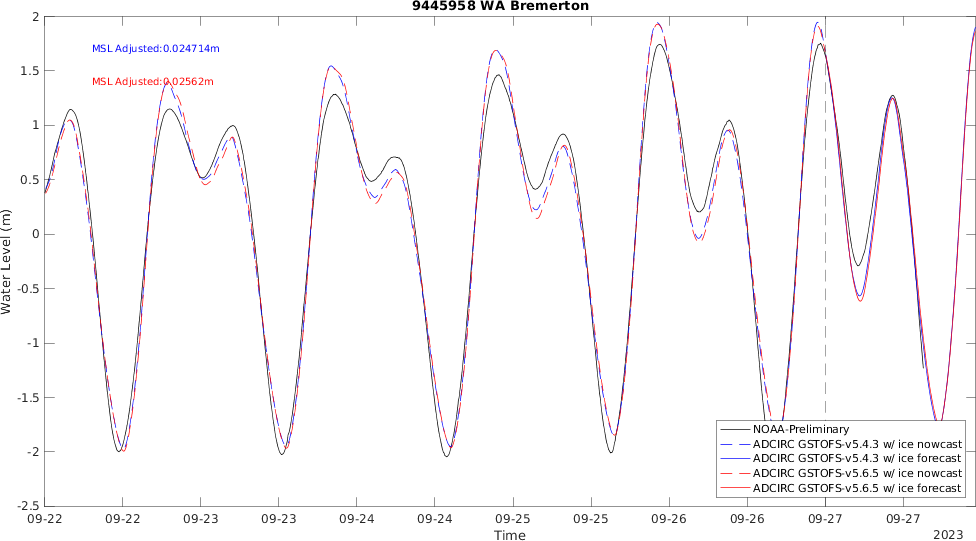 9445958 WA Bremerton
MSL Adjusted:0.024714m
MSL Adjusted:0.02562m
Water Level (m)
2
1.5
1
0.5
0
-0.5
-1
-1.5
-2
-2.5
NOAA-Preliminary
ADCIRC GSTOFS-v5.4.3 w/ ice nowcast
ADCIRC GSTOFS-v5.4.3 w/ ice forecast
ADCIRC GSTOFS-v5.6.5 w/ ice nowcast
ADCIRC GSTOFS-v5.6.5 w/ ice forecast
09-22 09-22 09-23 09-23 09-24 09-24 09-25 09-25 09-26 09-26 09-27 09-27
Time
2023